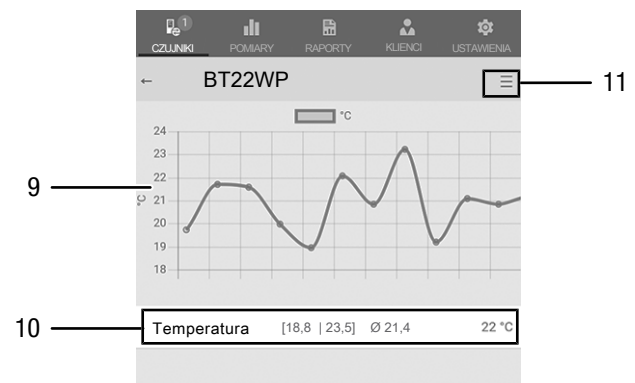 1
CZUJNIKI POMIARY RAPORTY KLIENCI USTAWIENIA
← BT22WP ☰ 11
°C
24
23
22
9
°C
21
20
19
18
10 Temperatura [18,8 | 23,5] Ø 21,4 22 °C